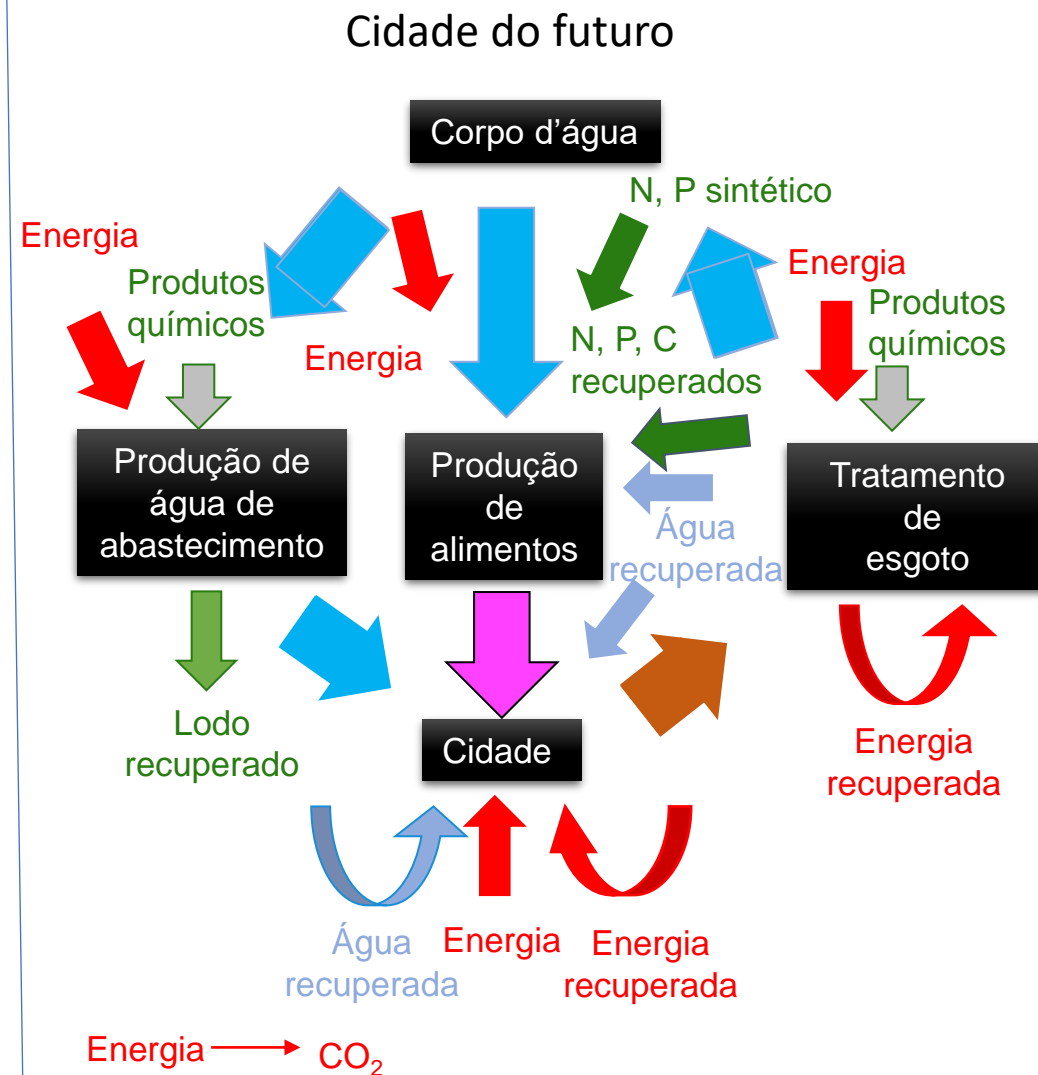 Cidade do futuro
Corpo d’água
N, P sintético
Energia
Produtos
químicos
Energia
N, P, C
recuperados
Energia
Produtos
químicos
Produção de
água de
abastecimento
Produção
de
alimentos
Tratamento
de
esgoto
Água
recuperada
Lodo
recuperado
Cidade
Energia
recuperada
Água
recuperada
Energia
Energia
recuperada
Energia
CO₂